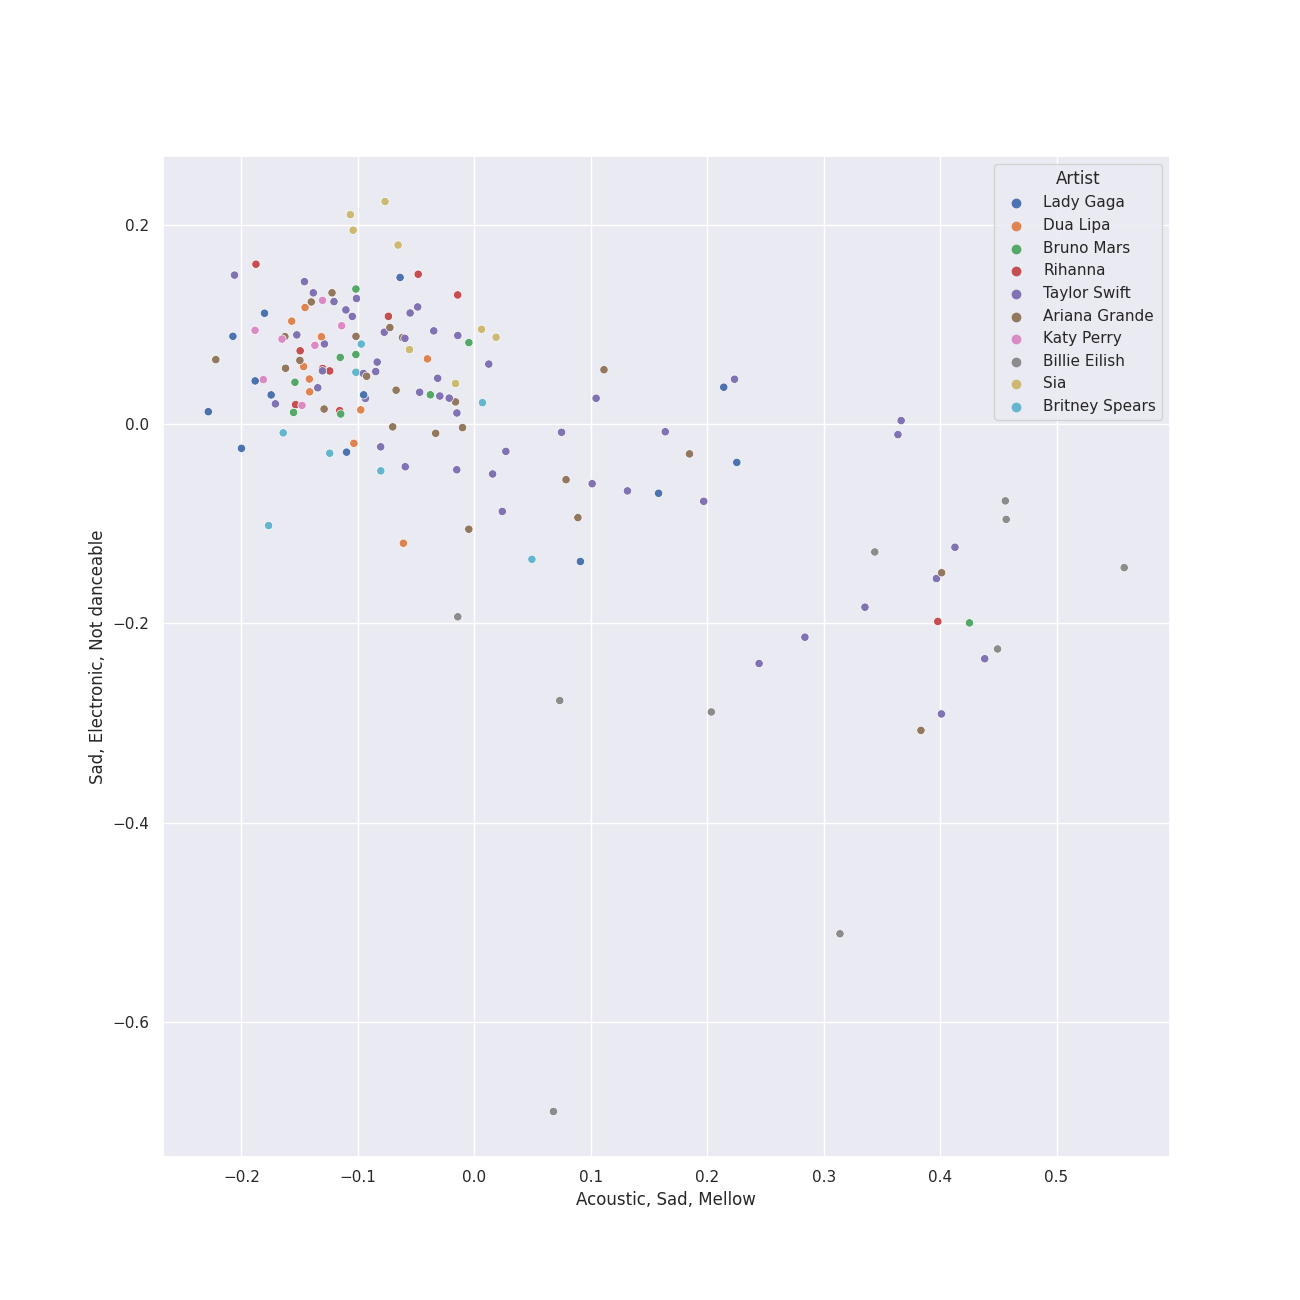 Artist
Lady Gaga
Dua Lipa
Bruno Mars
Rihanna
Taylor Swift
Ariana Grande
Katy Perry
Billie Eilish
Sia
Britney Spears
0.2
0.0
−0.2
−0.4
−0.6
Sad, Electronic, Not danceable
−0.2 −0.1 0.0 0.1 0.2 0.3 0.4 0.5
Acoustic, Sad, Mellow